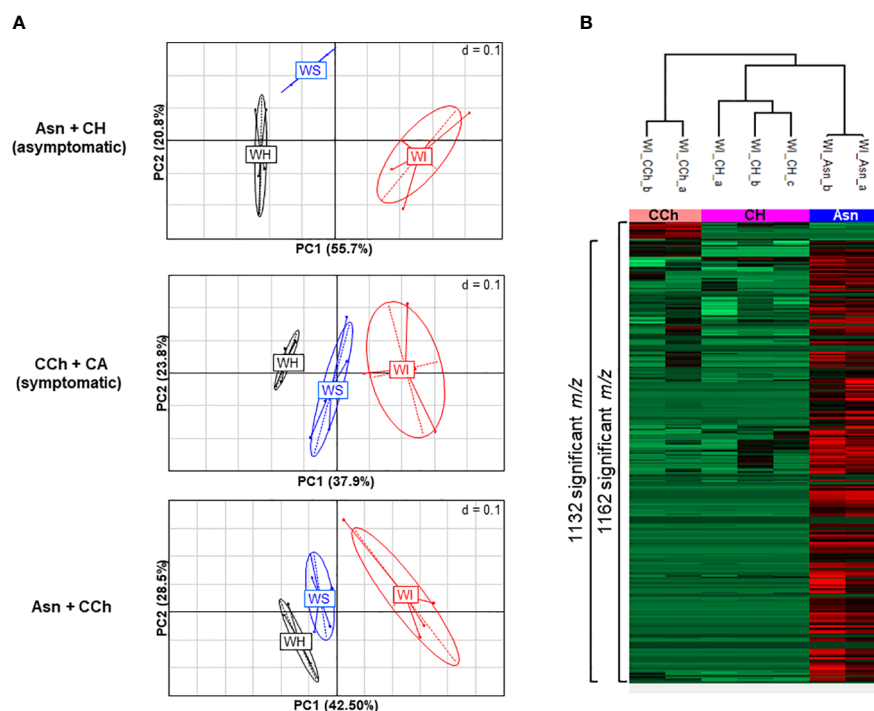 A
B
Asn + CH
(asymptomatic)
d = 0.1
WS
WH
WI
PC2 (20.8%)
PC1 (55.7%)
CCh + CA
(symptomatic)
d = 0.1
WH
WS
WI
PC2 (23.8%)
PC1 (37.9%)
Asn + CCh
d = 0.1
WS
WH
WI
PC2 (28.5%)
PC1 (42.50%)
WI_CCh_b
WI_CCh_a
WI_CH_a
WI_CH_b
WI_CH_c
WI_Asn_b
WI_Asn_a
CCh
CH
Asn
1132 significant m/z
1162 significant m/z